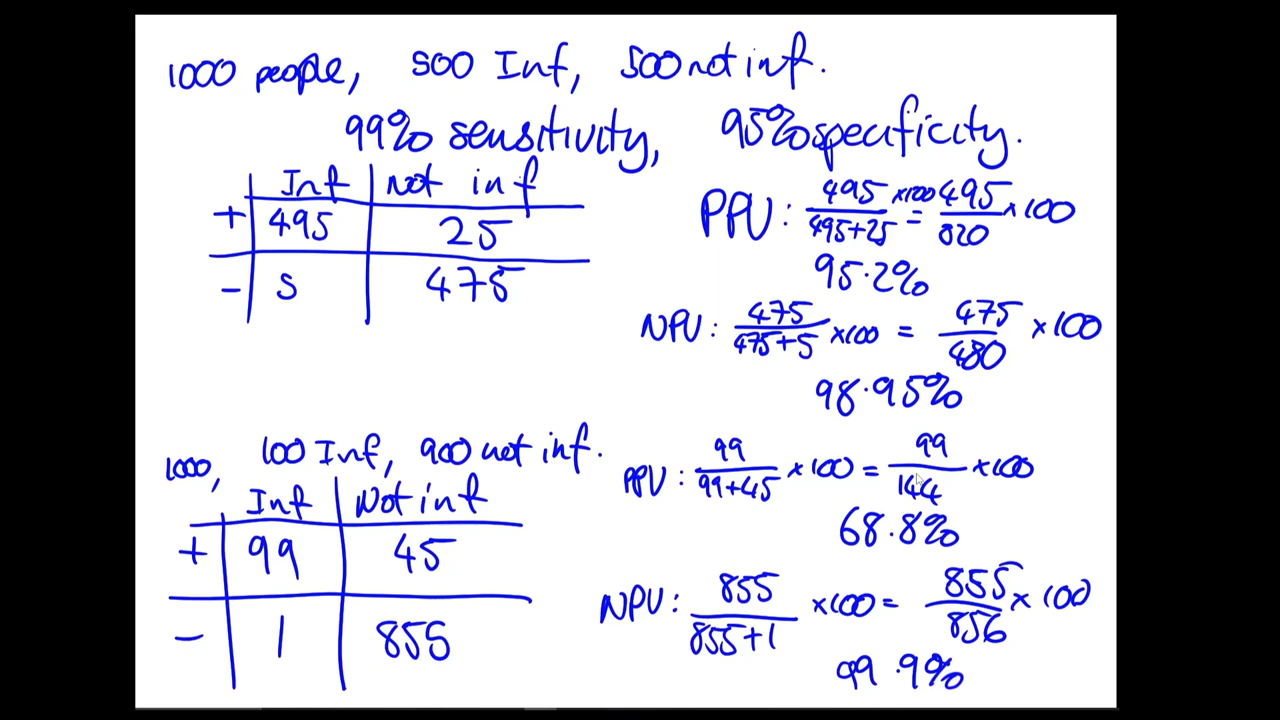 1000 people, 500 Inf, 500 not inf.
99% sensitivity, 95% specificity.
Inf Not inf
+ 495 25
- 5 475
PPV: 495/495+25 ×100 = 495/520 ×100
95.2%
NPV: 475/475+5 ×100 = 475/480 ×100
98.95%
1000, 100 Inf, 900 not inf.
Inf Not inf
+ 99 45
- 1 855
PPV: 99/99+45 ×100 = 99/144 ×100
68.8%
NPV: 855/855+1 ×100 = 855/856 ×100
99.9%